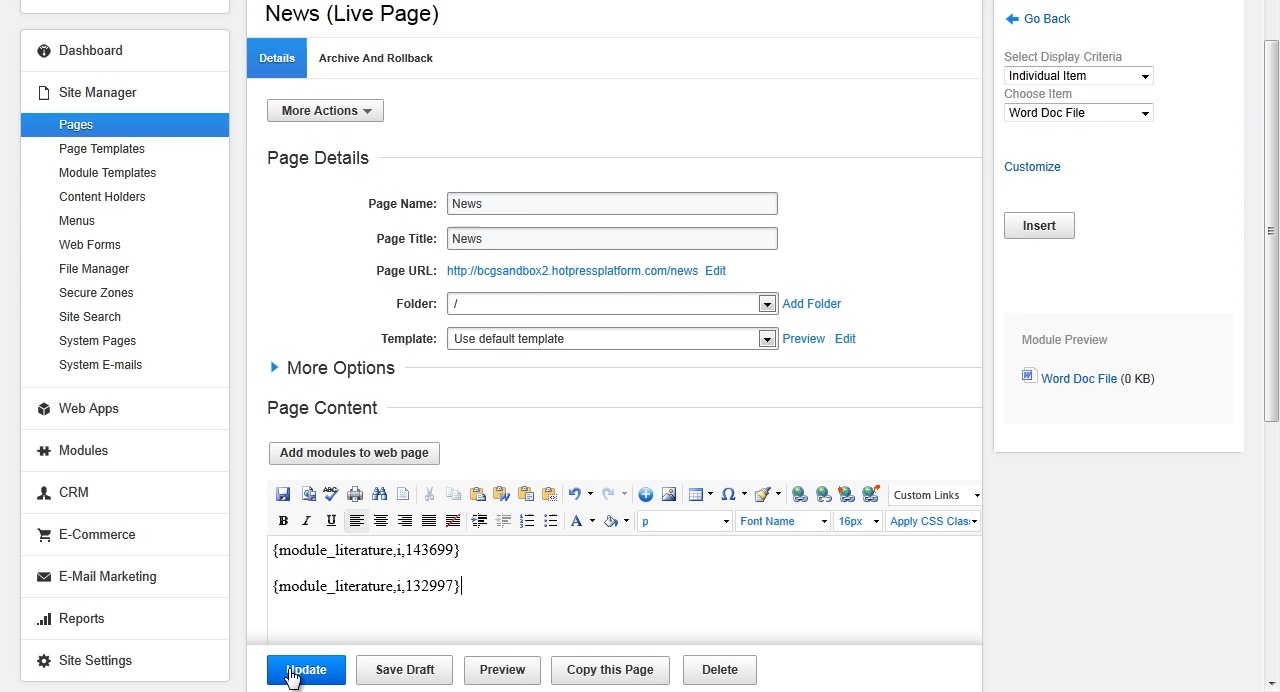 Dashboard
Site Manager
Pages
Page Templates
Module Templates
Content Holders
Menus
Web Forms
File Manager
Secure Zones
Site Search
System Pages
System E-mails
Web Apps
Modules
CRM
E-Commerce
E-Mail Marketing
Reports
Site Settings
News (Live Page)
Details
Archive And Rollback
More Actions
Page Details
Page Name: News
Page Title: News
Page URL: http://bcgsandbox2.hotpressplatform.com/news Edit
Folder: / Add Folder
Template: Use default template Preview Edit
More Options
Page Content
Add modules to web page
ABC
Custom Links
B I U
A
p
Font Name
16px
Apply CSS Clas
{module_literature,i,143699}
{module_literature,i,132997}
Update
Save Draft
Preview
Copy this Page
Delete
Go Back
Select Display Criteria
Individual Item
Choose Item
Word Doc File
Customize
Insert
Module Preview
Word Doc File (0 KB)